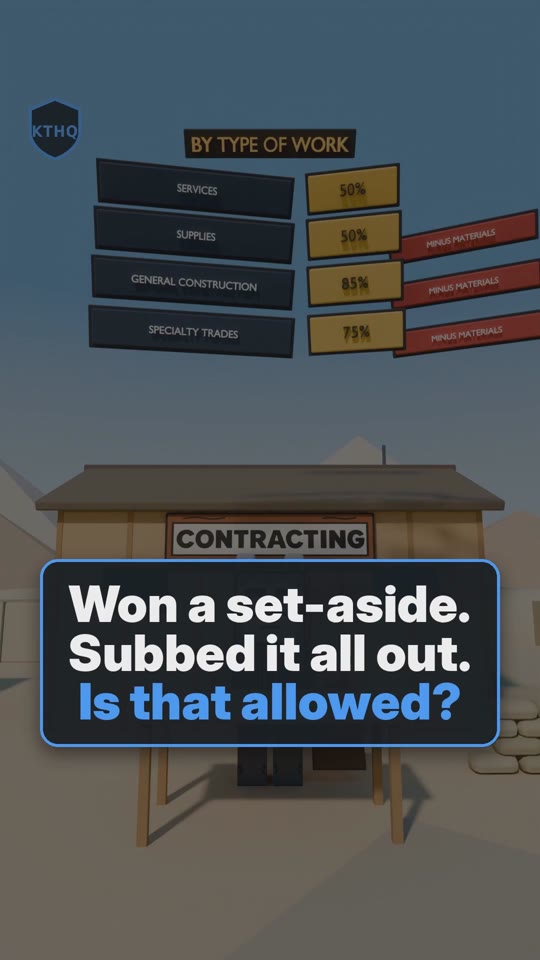 KTHQ
BY TYPE OF WORK
SERVICES 50%
SUPPLIES 50% MINUS MATERIALS
GENERAL CONSTRUCTION 85% MINUS MATERIALS
SPECIALTY TRADES 75% MINUS MATERIALS
CONTRACTING
Won a set-aside.
Subbed it all out.
Is that allowed?